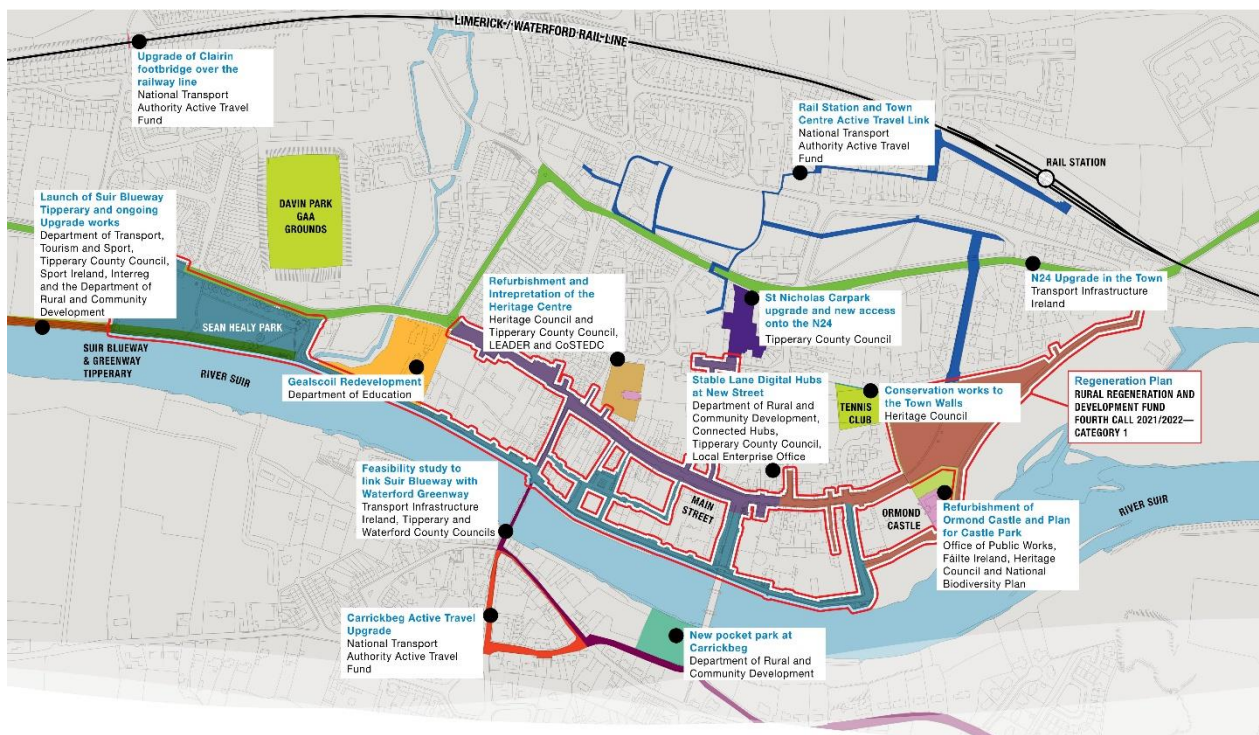 LIMERICK / WATERFORD RAIL LINE
Upgrade of Clairin
footbridge over the
railway line
National Transport
Authority Active Travel
Fund
Rail Station and Town
Centre Active Travel Link
National Transport
Authority Active Travel
Fund
RAIL STATION
Launch of Suir Blueway
Tipperary and ongoing
Upgrade works
Department of Transport,
Tourism and Sport,
Tipperary County Council,
Sport Ireland, Interreg
and the Department of
Rural and Community
Development
DAVIN PARK
GAA
GROUNDS
SEAN HEALY PARK
SUIR BLUEWAY
& GREENWAY
TIPPERARY
RIVER SUIR
Refurbishment and
Intrepretation of the
Heritage Centre
Heritage Council and
Tipperary County Council,
LEADER and CoSTEDC
St Nicholas Carpark
upgrade and new access
onto the N24
Tipperary County Council
N24 Upgrade in the Town
Transport Infrastructure
Ireland
Gealscoil Redevelopment
Department of Education
Stable Lane Digital Hubs
at New Street
Department of Rural and
Community Development,
Connected Hubs,
Tipperary County Council,
Local Enterprise Office
TENNIS
CLUB
Conservation works to
the Town Walls
Heritage Council
Regeneration Plan
RURAL REGENERATION AND
DEVELOPMENT FUND
FOURTH CALL 2021/2022—
CATEGORY 1
Feasibility study to
link Suir Blueway with
Waterford Greenway
Transport Infrastructure
Ireland, Tipperary and
Waterford County Councils
MAIN
STREET
ORMOND
CASTLE
Refurbishment of
Ormond Castle and Plan
for Castle Park
Office of Public Works,
Fáilte Ireland, Heritage
Council and National
Biodiversity Plan
RIVER SUIR
Carrickbeg Active Travel
Upgrade
National Transport
Authority Active Travel
Fund
New pocket park at
Carrickbeg
Department of Rural and
Community Development